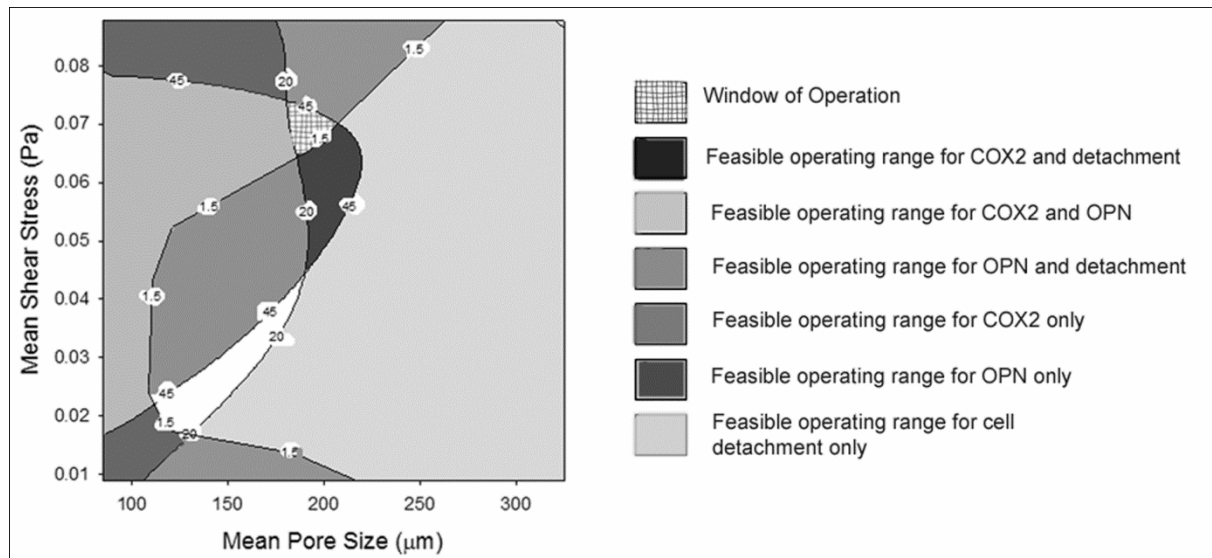 0.08
0.07
0.06
0.05
0.04
0.03
0.02
0.01
Mean Shear Stress (Pa)
100
150
200
250
300
Mean Pore Size (μm)
1.5
45
20
45
1.5
1.5
20
45
1.5
45
20
45
1.5
20
1.5
Window of Operation
Feasible operating range for COX2 and detachment
Feasible operating range for COX2 and OPN
Feasible operating range for OPN and detachment
Feasible operating range for COX2 only
Feasible operating range for OPN only
Feasible operating range for cell
detachment only